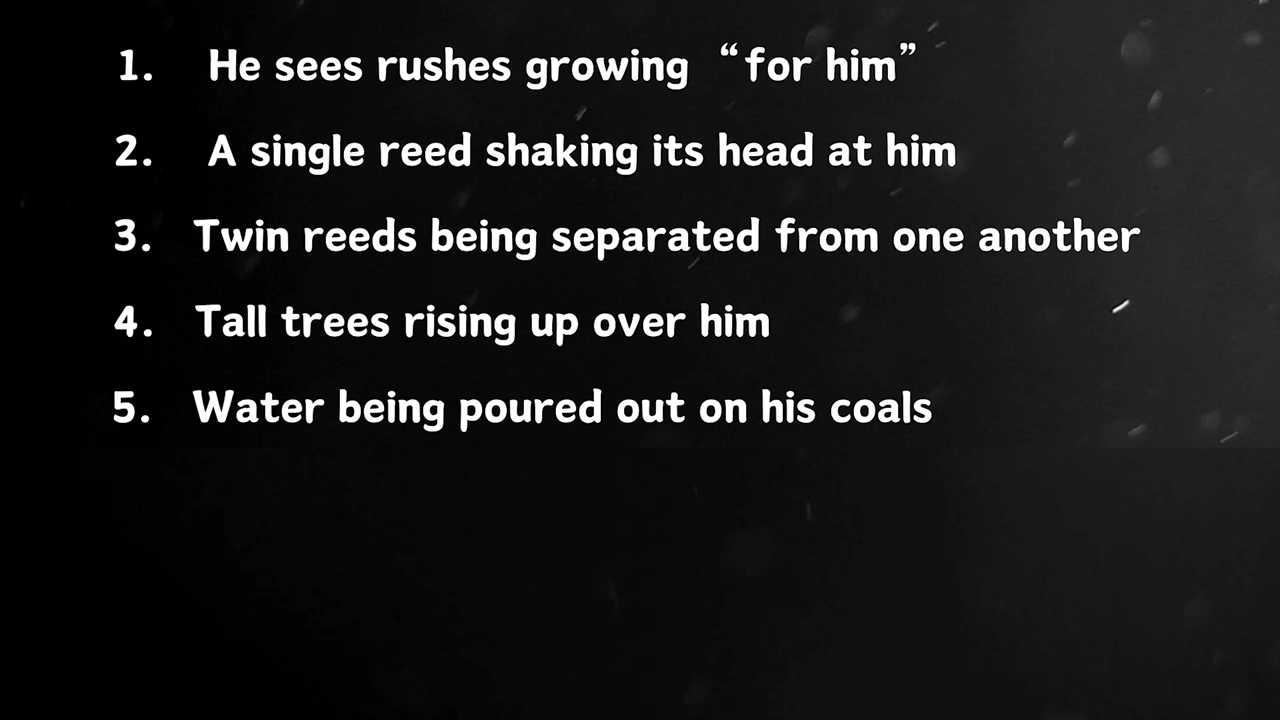 1. He sees rushes growing “for him”
2. A single reed shaking its head at him
3. Twin reeds being separated from one another
4. Tall trees rising up over him
5. Water being poured out on his coals